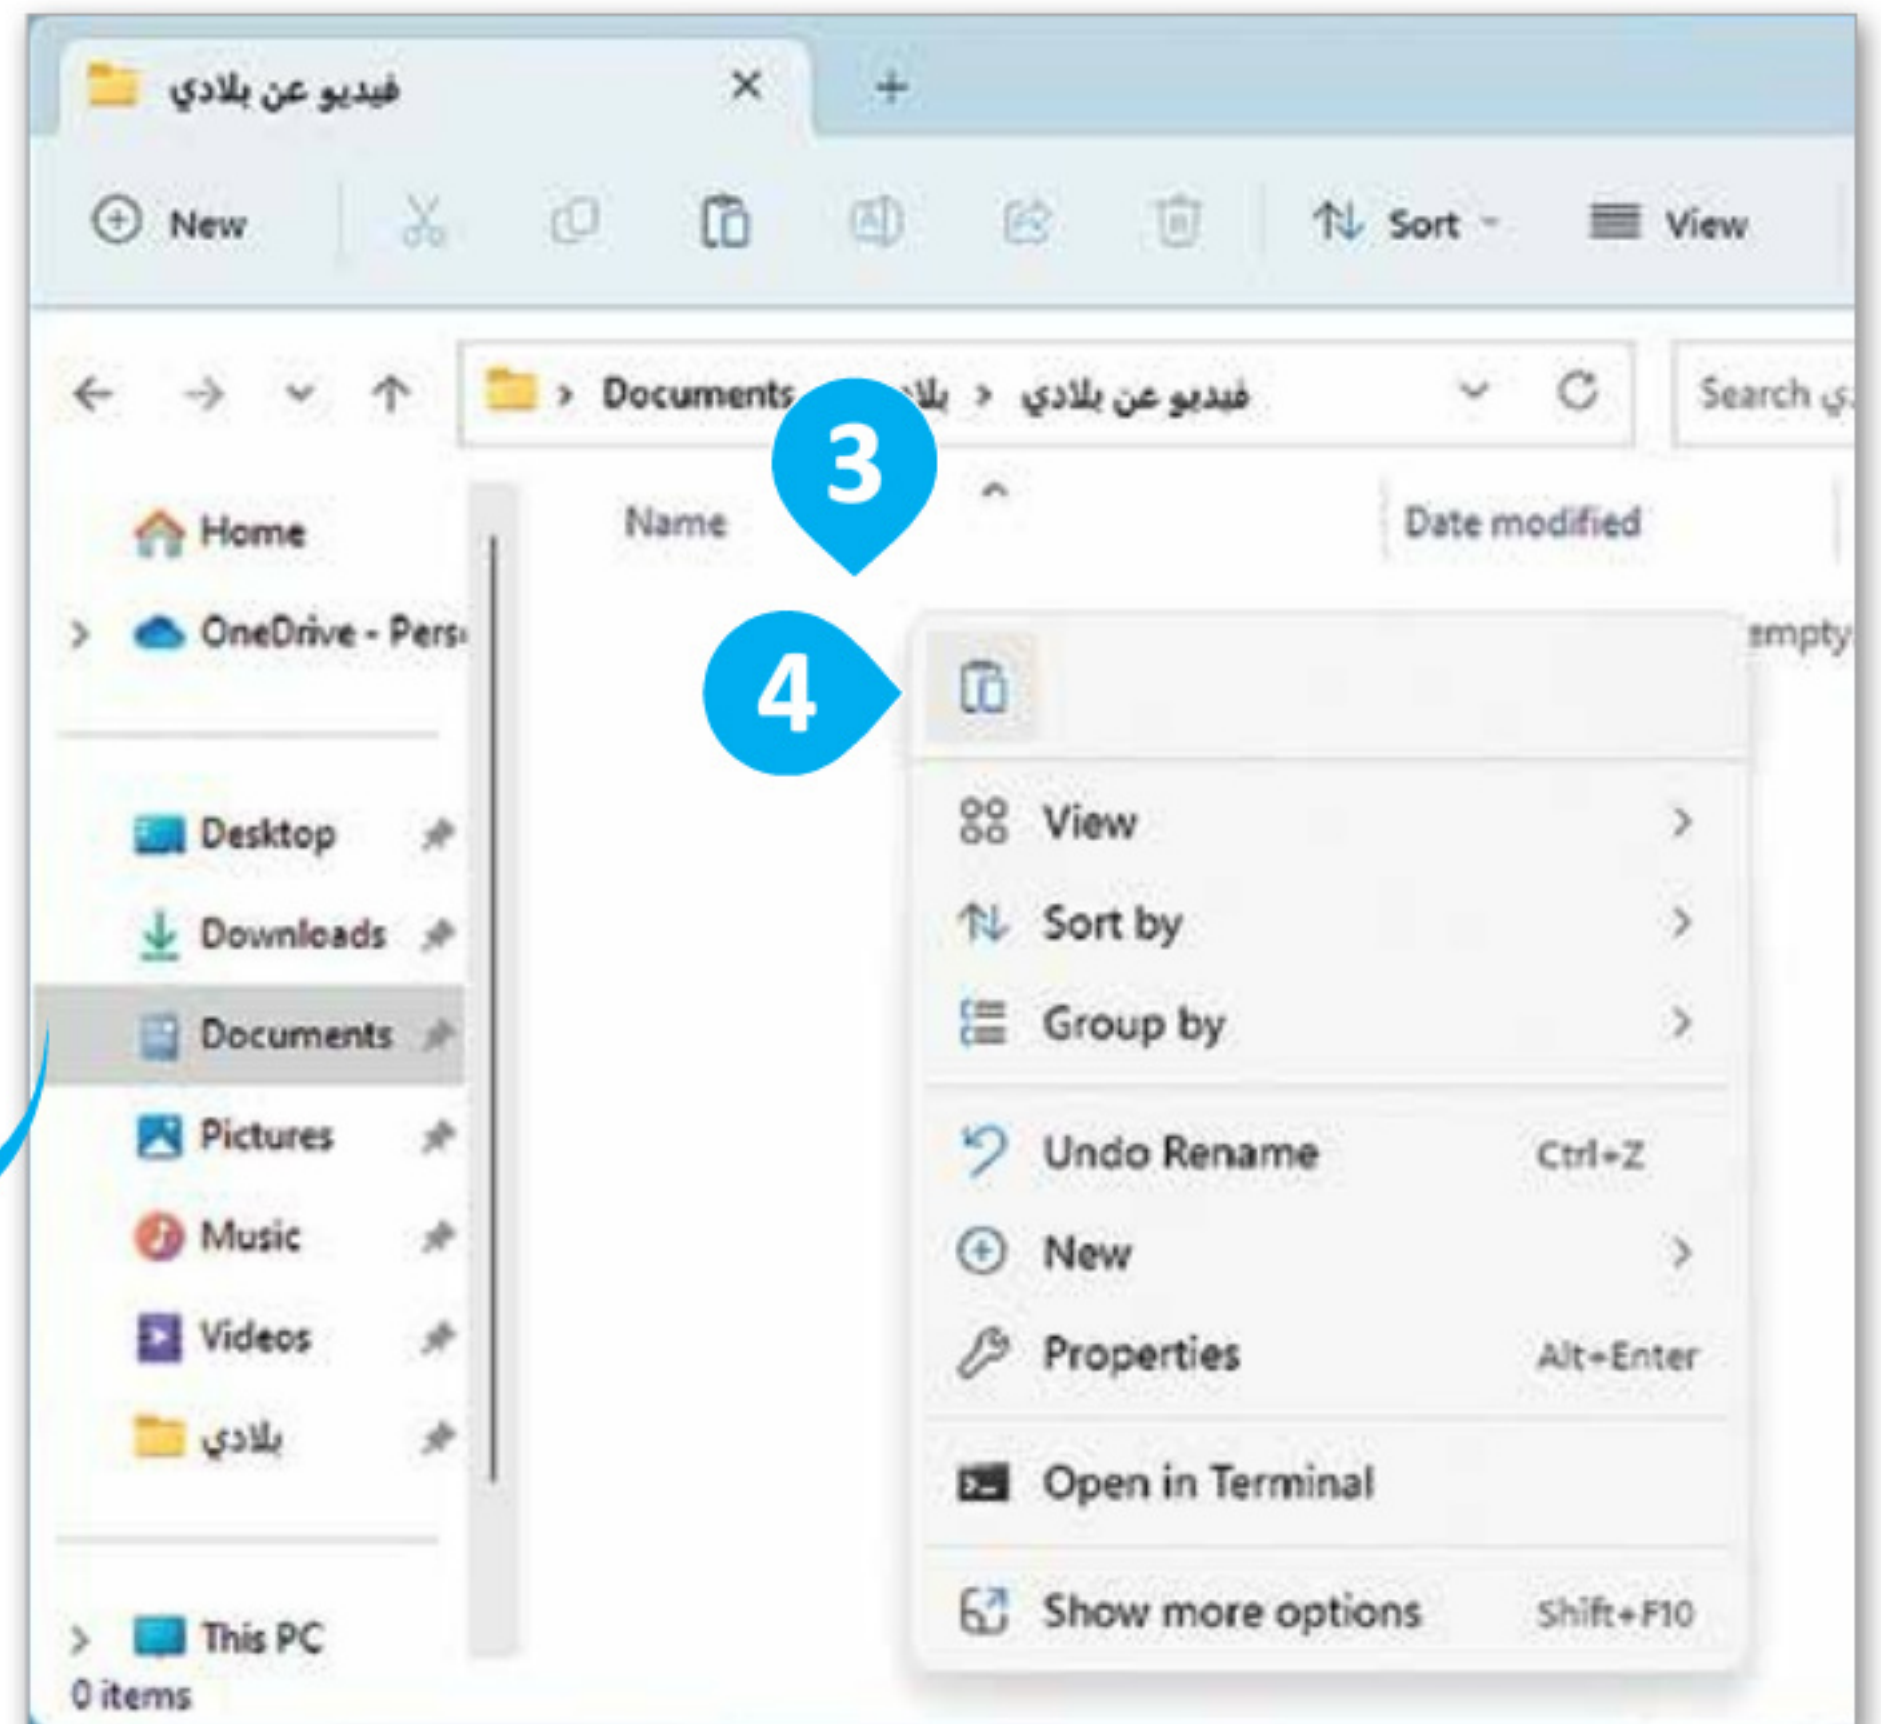 فيديو عن بلادي
New Sort View
Documents فيديو عن بلادي
Search
3
Name Date modified
Home
OneDrive -
empty
4
Desktop
Downloads
Documents
Pictures
Music
Videos
بلادي
This PC
0 items
View
Sort by
Group by
Undo Rename Ctrl+Z
New
Properties Alt+Enter
Open in Terminal
Show more options Shift+F10